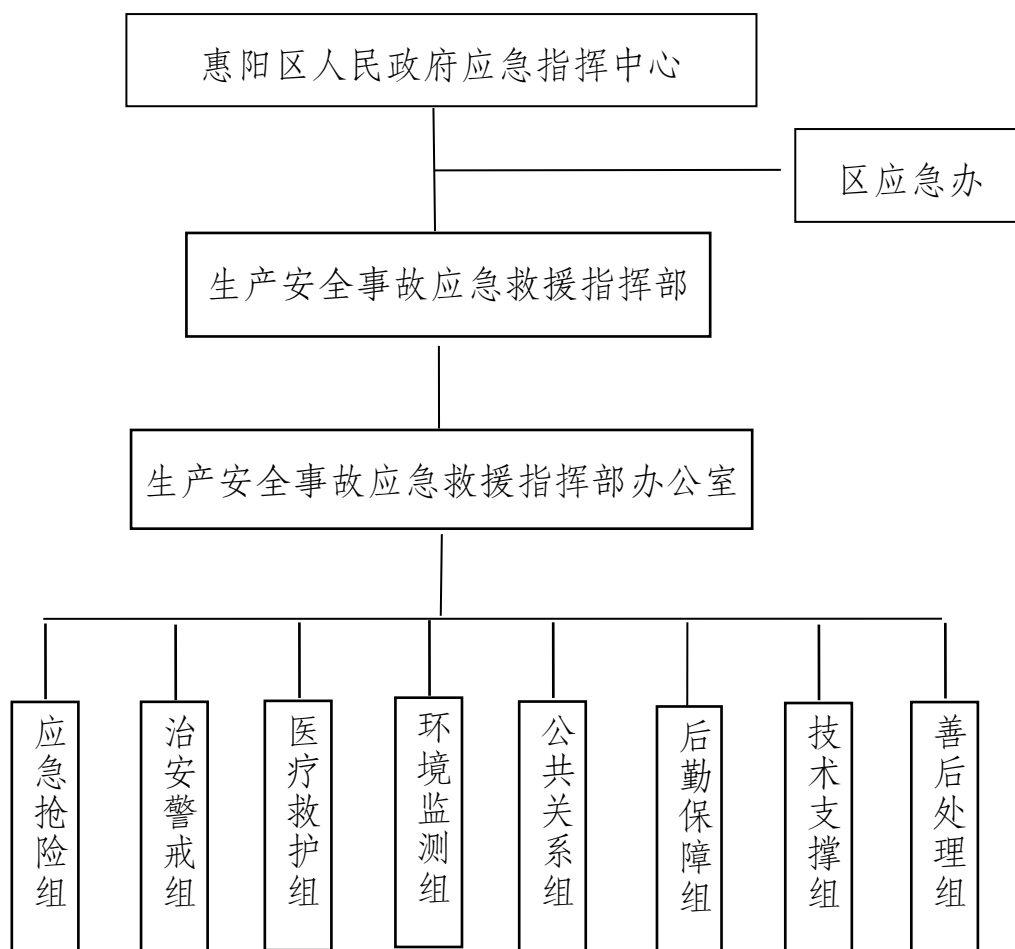 惠阳区人民政府应急指挥中心
区应急办
生产安全事故应急救援指挥部
生产安全事故应急救援指挥部办公室
应急抢险组
治安警戒组
医疗救护组
环境监测组
公共关系组
后勤保障组
技术支撑组
善后处理组